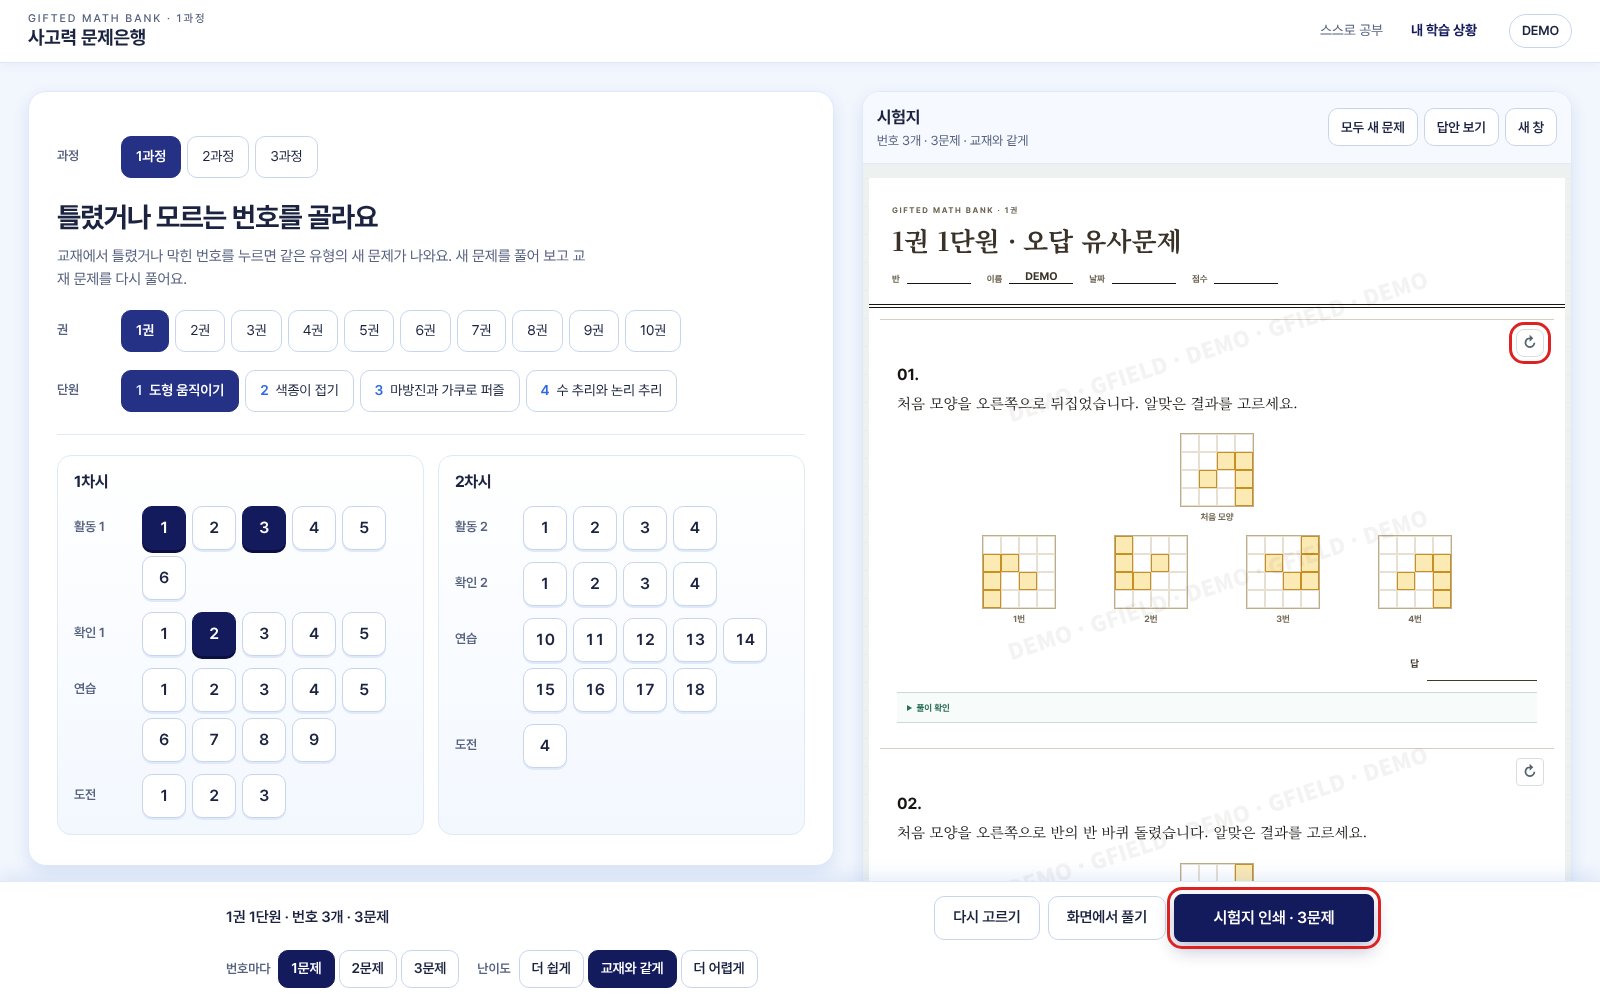 GIFTED MATH BANK · 1과정
사고력 문제은행
스스로 공부
내 학습 상황
DEMO
과정
1과정
2과정
3과정
틀렸거나 모르는 번호를 골라요
교재에서 틀렸거나 막힌 번호를 누르면 같은 유형의 새 문제가 나와요. 새 문제를 풀어 보고 교
재 문제를 다시 풀어요.
권
1권
2권
3권
4권
5권
6권
7권
8권
9권
10권
단원
1 도형 움직이기
2 색종이 접기
3 마방진과 가쿠로 퍼즐
4 수 추리와 논리 추리
1차시
활동 1
1 2 3 4 5
6
확인 1
1 2 3 4 5
연습
1 2 3 4 5
6 7 8 9
도전
1 2 3
2차시
활동 2
1 2 3 4
확인 2
1 2 3 4
연습
10 11 12 13 14
15 16 17 18
도전
4
시험지
번호 3개 · 3문제 · 교재와 같게
모두 새 문제
답안 보기
새 창
GIFTED MATH BANK · 1권
1권 1단원 · 오답 유사문제
반
이름 DEMO
날짜
점수
DEMO · GFIELD · DEMO · GFIELD · DEMO
01.
처음 모양을 오른쪽으로 뒤집었습니다. 알맞은 결과를 고르세요.
처음 모양
1번
2번
3번
4번
DEMO · GFIELD · DEMO · GFIELD · DEMO
답
▶ 풀이 확인
02.
처음 모양을 오른쪽으로 반의 반 바퀴 돌렸습니다. 알맞은 결과를 고르세요.
DEMO · GFIELD · DEMO · GFIELD · DEMO
1권 1단원 · 번호 3개 · 3문제
번호마다
1문제
2문제
3문제
난이도
더 쉽게
교재와 같게
더 어렵게
다시 고르기
화면에서 풀기
시험지 인쇄 · 3문제